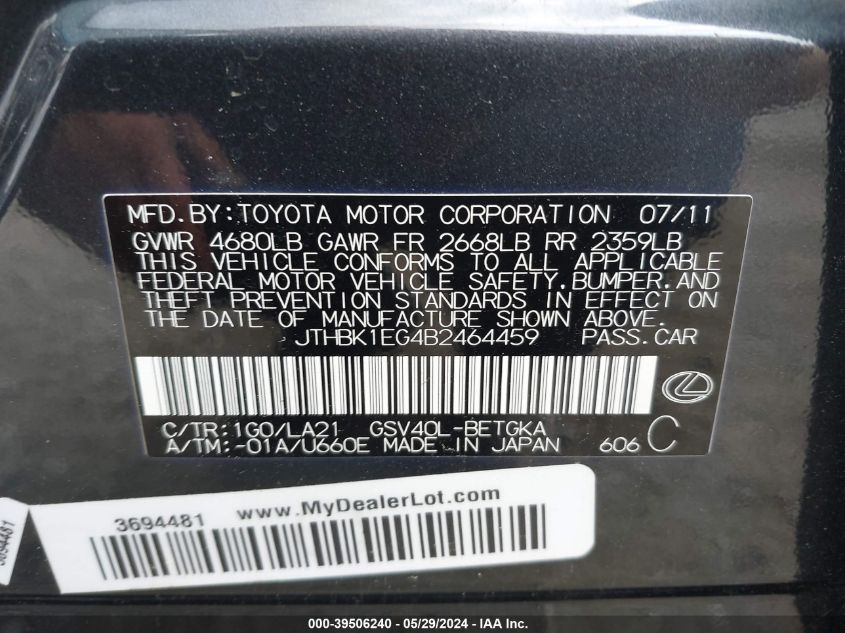 MFD.BY:TOYOTA MOTOR CORPORATION 07/11
GVWR 4680LB GAWR FR 2668LB RR 2359LB
THIS VEHICLE CONFORMS TO ALL APPLICABLE
FEDERAL MOTOR VEHICLE SAFETY.BUMPER.AND
THEFT PREVENTION STANDARDS IN EFFECT ON
THE DATE OF MANUFACTURE SHOWN ABOVE.
JTHBK1EG4B2464459 PASS.CAR
C/TR:1G0/LA21 GSV40L-BETGKA
A/TM:-01A/U660E MADE IN JAPAN 606 C
3694481 www.MyDealerLot.com
3694481
000-39506240 - 05/29/2024 - IAA Inc.